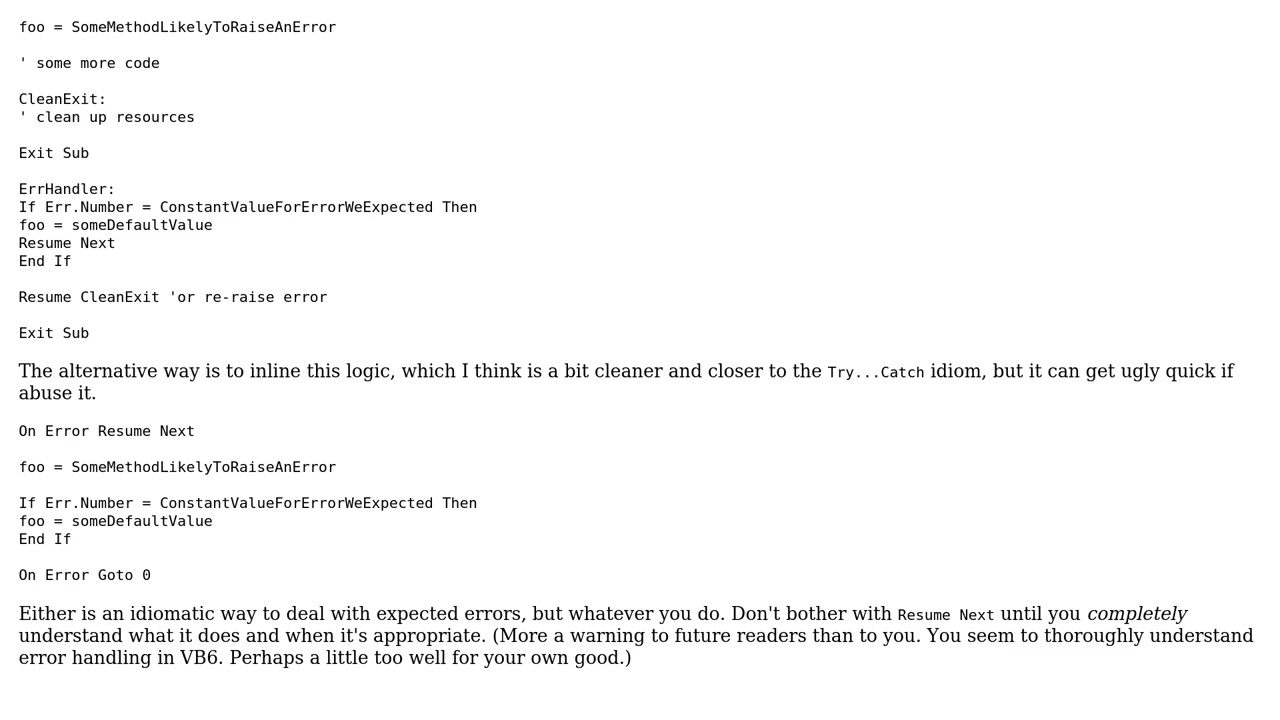 foo = SomeMethodLikelyToRaiseAnError
' some more code
CleanExit:
' clean up resources
Exit Sub
ErrHandler:
If Err.Number = ConstantValueForErrorWeExpected Then
foo = someDefaultValue
Resume Next
End If
Resume CleanExit 'or re-raise error
Exit Sub
The alternative way is to inline this logic, which I think is a bit cleaner and closer to the Try...Catch idiom, but it can get ugly quick if
abuse it.
On Error Resume Next
foo = SomeMethodLikelyToRaiseAnError
If Err.Number = ConstantValueForErrorWeExpected Then
foo = someDefaultValue
End If
On Error Goto 0
Either is an idiomatic way to deal with expected errors, but whatever you do. Don't bother with Resume Next until you completely
understand what it does and when it's appropriate. (More a warning to future readers than to you. You seem to thoroughly understand
error handling in VB6. Perhaps a little too well for your own good.)